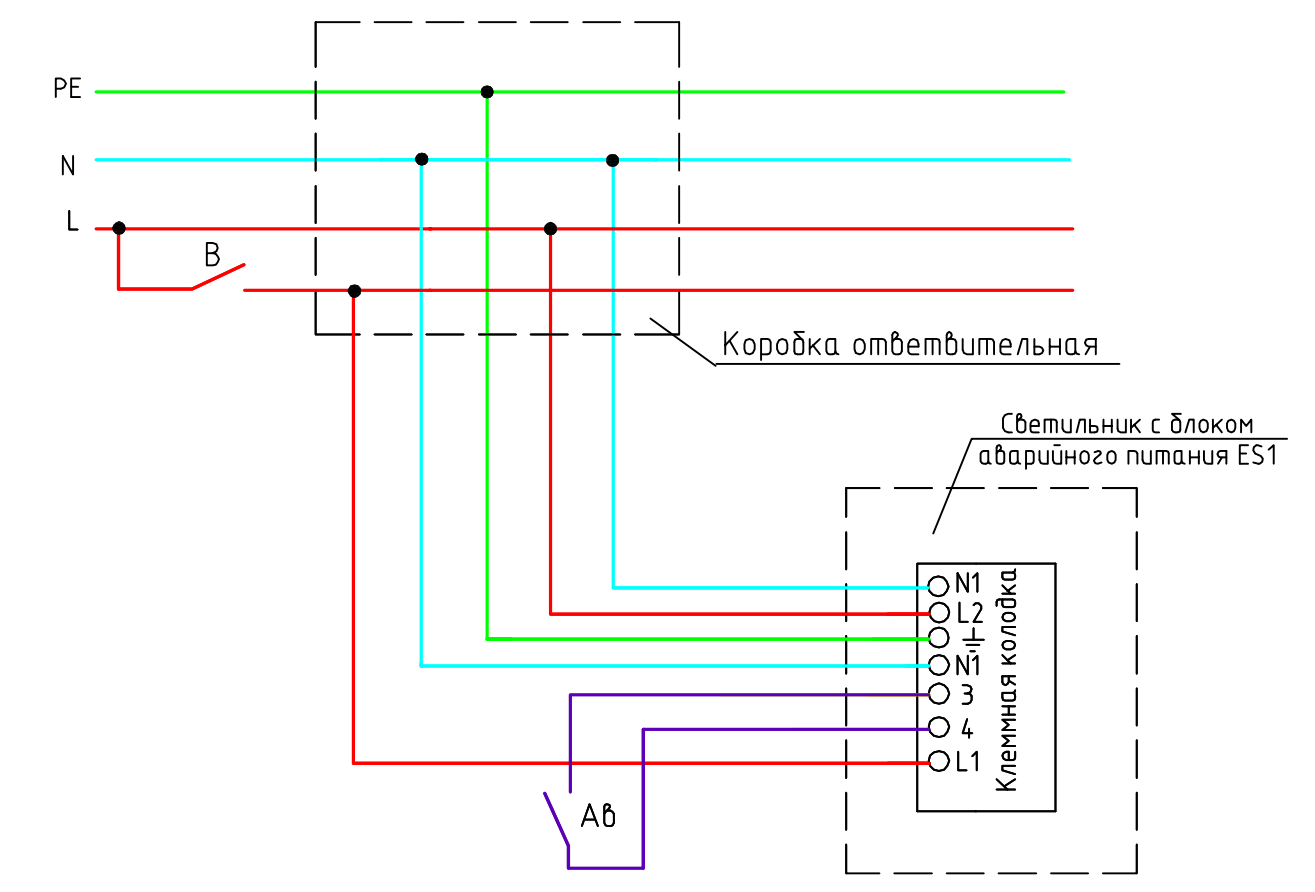 PE
N
L
В
Коробка ответвительная
Светильник с блоком
аварийного питания ES1
N1
L2
N1
3
4
L1
Клеммная колодка
Ав